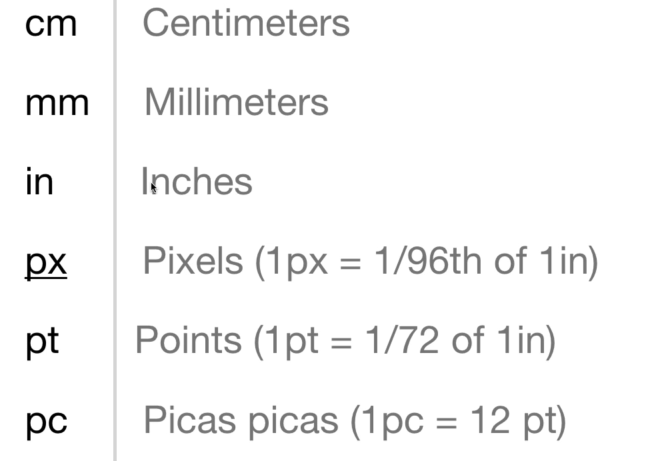 cm Centimeters
mm Millimeters
in Inches
px Pixels (1px = 1/96th of 1in)
pt Points (1pt = 1/72 of 1in)
pc Picas picas (1pc = 12 pt)